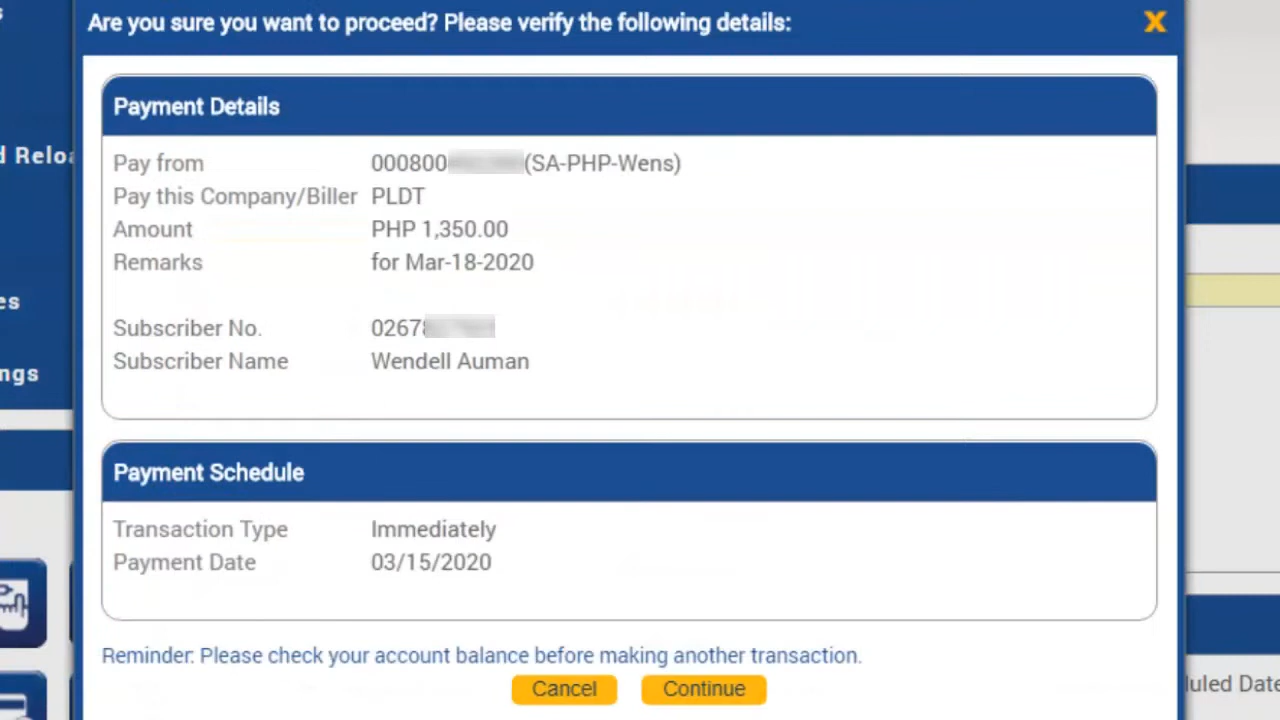 Are you sure you want to proceed? Please verify the following details:
X
Payment Details
Pay from 000800 (SA-PHP-Wens)
Pay this Company/Biller PLDT
Amount PHP 1,350.00
Remarks for Mar-18-2020
Subscriber No. 0267
Subscriber Name Wendell Auman
Payment Schedule
Transaction Type Immediately
Payment Date 03/15/2020
Reminder: Please check your account balance before making another transaction.
Cancel Continue